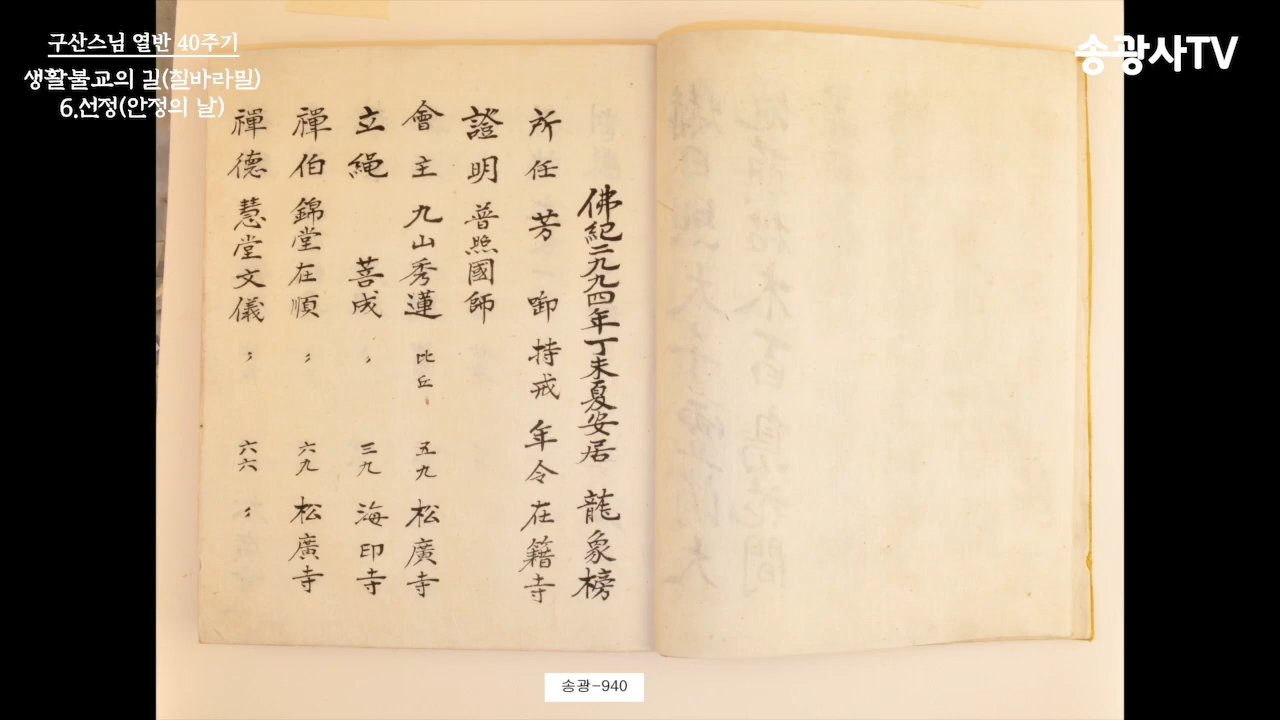 구산스님 열반 40주기
생활불교의 길(칠바라밀)
6.선정(안정의 날)
송광사TV
佛紀二九九四年丁未夏安居 龍象榜
所任 芳啣 持戒 年令 在籍寺
證明 普照國師
會主 九山秀蓮 比丘 五九 松廣寺
立繩 菩成 〻 三九 海印寺
禪伯 錦堂在順 〻 六九 松廣寺
禪德 慧堂文儀 〻 六六 〻
송광-940